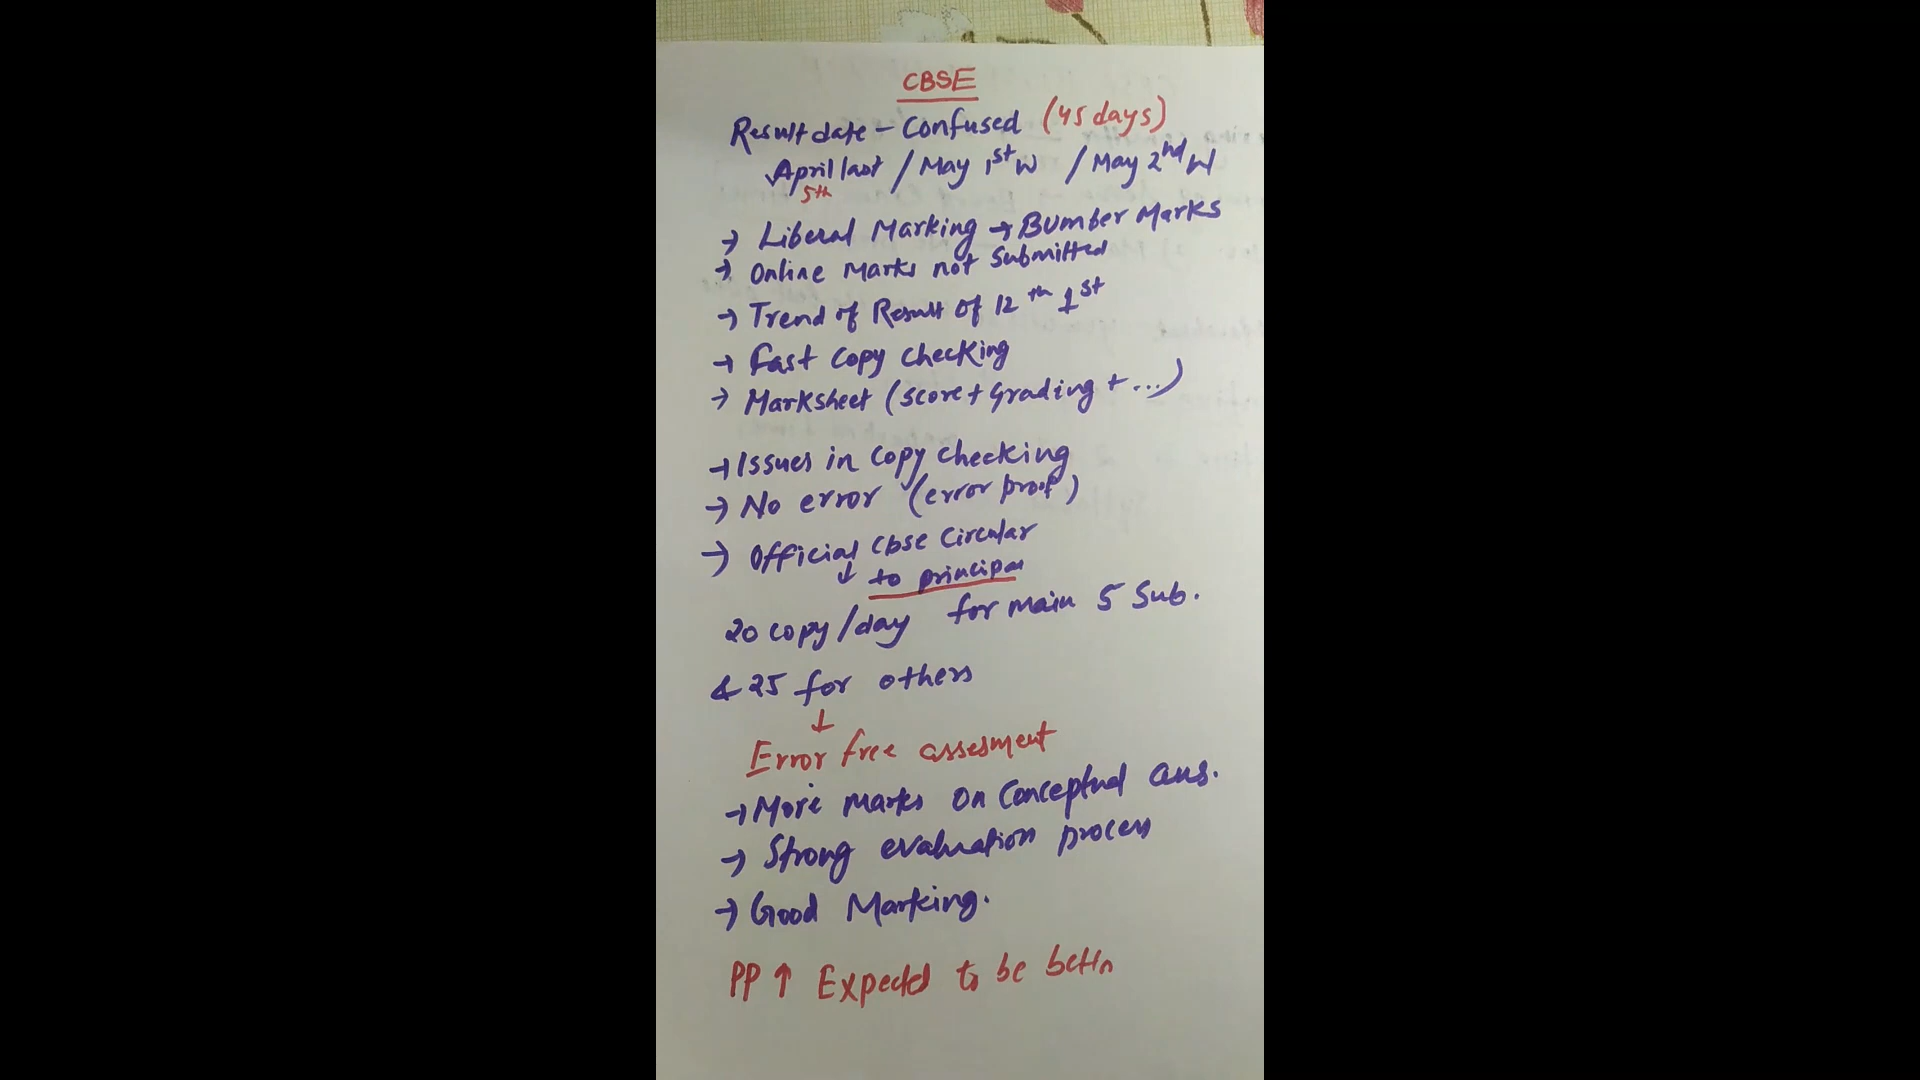 CBSE
Result date - Confused (45 days)
April last / May 1st W / May 2nd W
5th
→ Liberal Marking → Bumber Marks
→ Online Marks not Submitted
→ Trend of Result of 12th 1st
→ Fast Copy Checking
→ Marksheet (Score + Grading + ...)
→ Issues in Copy Checking
→ No error (error proof)
→ Official Cbse Circular
↓ to principal
20 copy/day for main 5 Sub.
& 25 for others
↓
Error free assesment
→ More marks On Conceptual ans.
→ Strong evaluation process
→ Good Marking.
PP ↑ Expected to be better